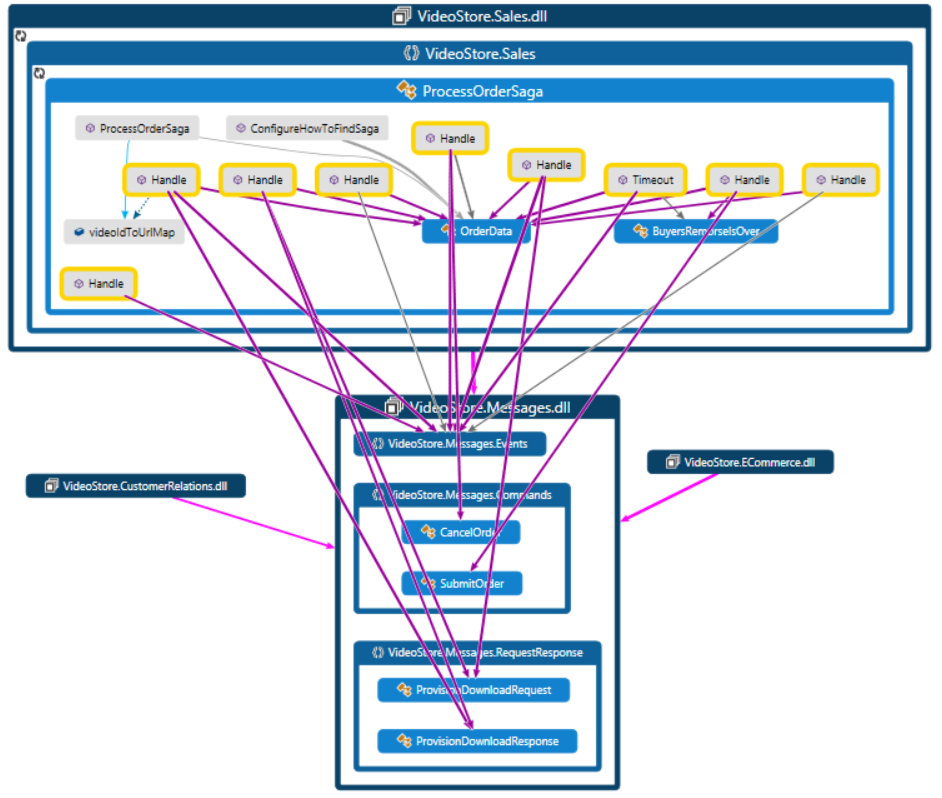 VideoStore.Sales.dll
VideoStore.Sales
ProcessOrderSaga
ProcessOrderSaga
ConfigureHowToFindSaga
Handle
Handle
Handle
Handle
Handle
Timeout
Handle
Handle
videoIdToUrlMap
OrderData
BuyersRemorseIsOver
Handle
VideoStore.Messages.dll
VideoStore.Messages.Events
VideoStore.ECommerce.dll
VideoStore.CustomerRelations.dll
VideoStore.Messages.Commands
CancelOrder
SubmitOrder
VideoStore.Messages.RequestResponse
ProvisionDownloadRequest
ProvisionDownloadResponse